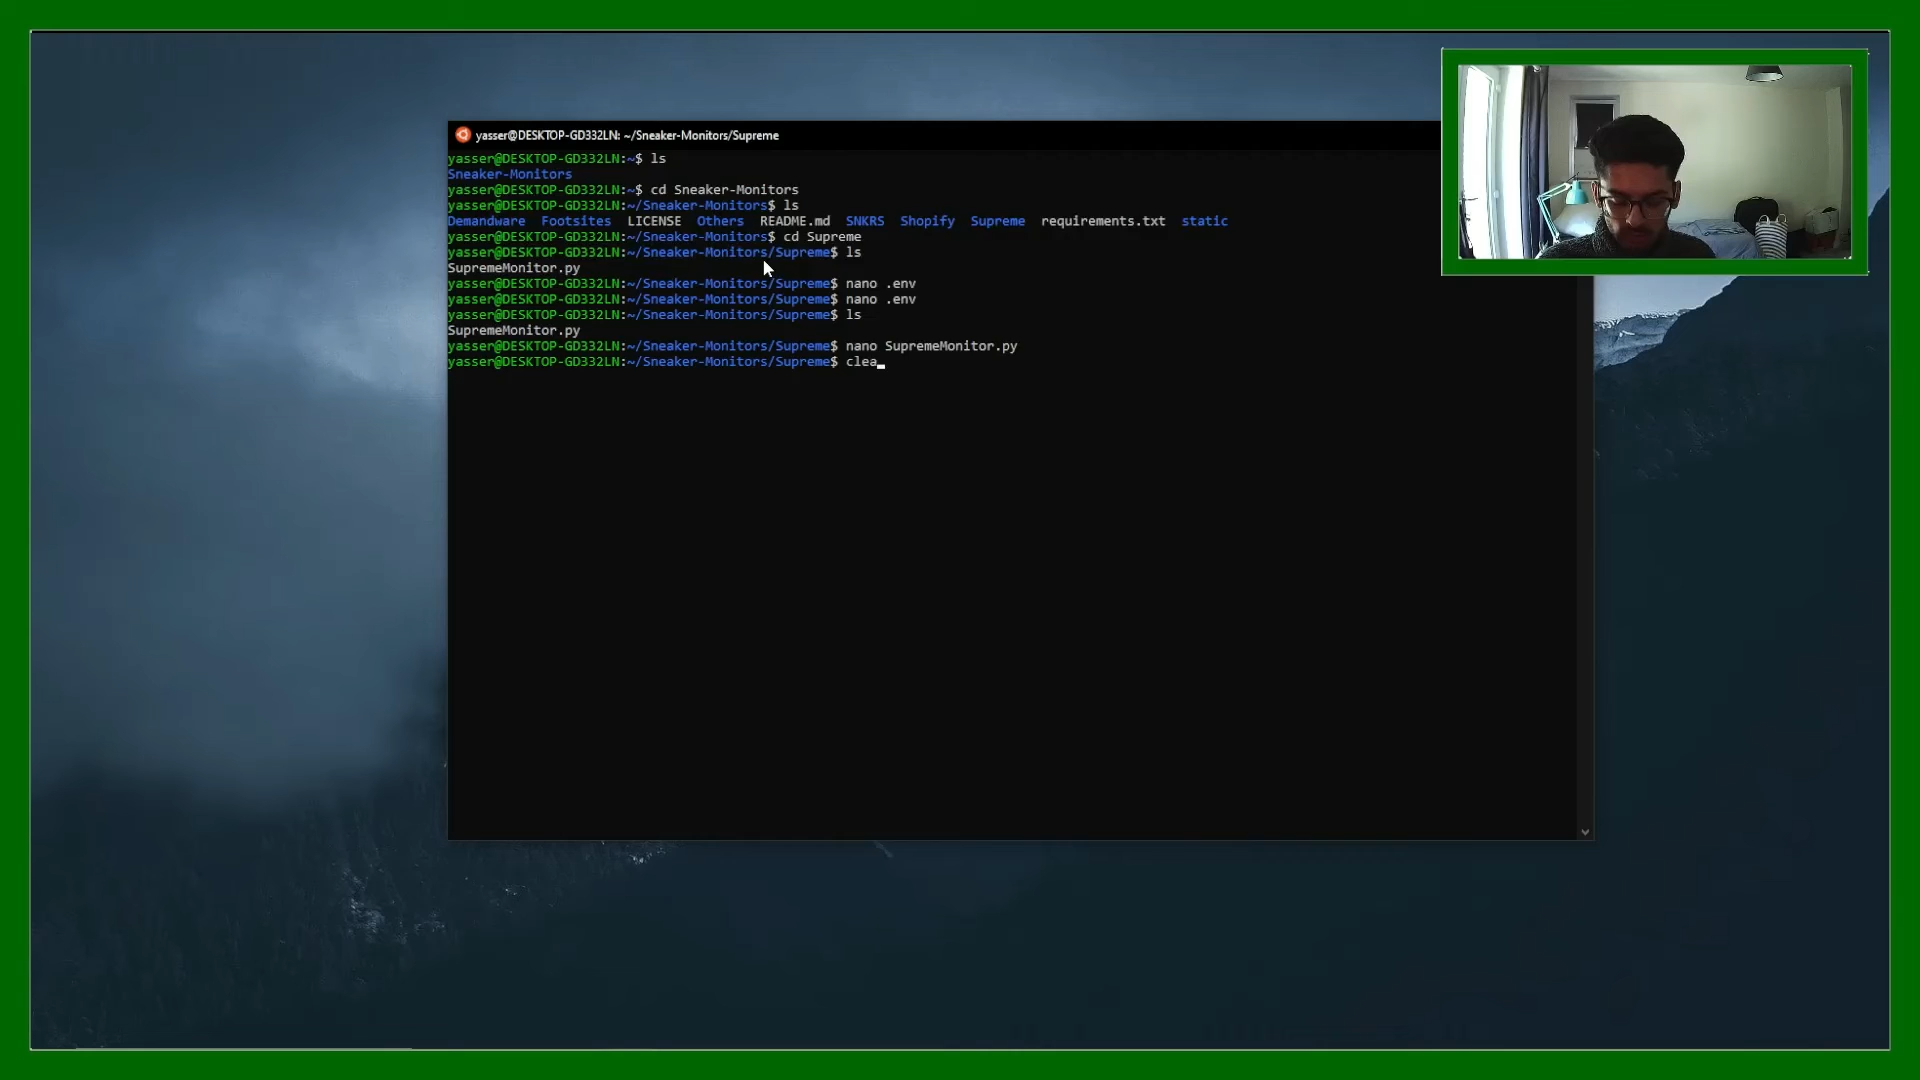 yasser@DESKTOP-GD332LN: ~/Sneaker-Monitors/Supreme
yasser@DESKTOP-GD332LN:~$ ls
Sneaker-Monitors
yasser@DESKTOP-GD332LN:~$ cd Sneaker-Monitors
yasser@DESKTOP-GD332LN:~/Sneaker-Monitors$ ls
Demandware Footsites LICENSE Others README.md SNKRS Shopify Supreme requirements.txt static
yasser@DESKTOP-GD332LN:~/Sneaker-Monitors$ cd Supreme
yasser@DESKTOP-GD332LN:~/Sneaker-Monitors/Supreme$ ls
SupremeMonitor.py
yasser@DESKTOP-GD332LN:~/Sneaker-Monitors/Supreme$ nano .env
yasser@DESKTOP-GD332LN:~/Sneaker-Monitors/Supreme$ nano .env
yasser@DESKTOP-GD332LN:~/Sneaker-Monitors/Supreme$ ls
SupremeMonitor.py
yasser@DESKTOP-GD332LN:~/Sneaker-Monitors/Supreme$ nano SupremeMonitor.py
yasser@DESKTOP-GD332LN:~/Sneaker-Monitors/Supreme$ clea